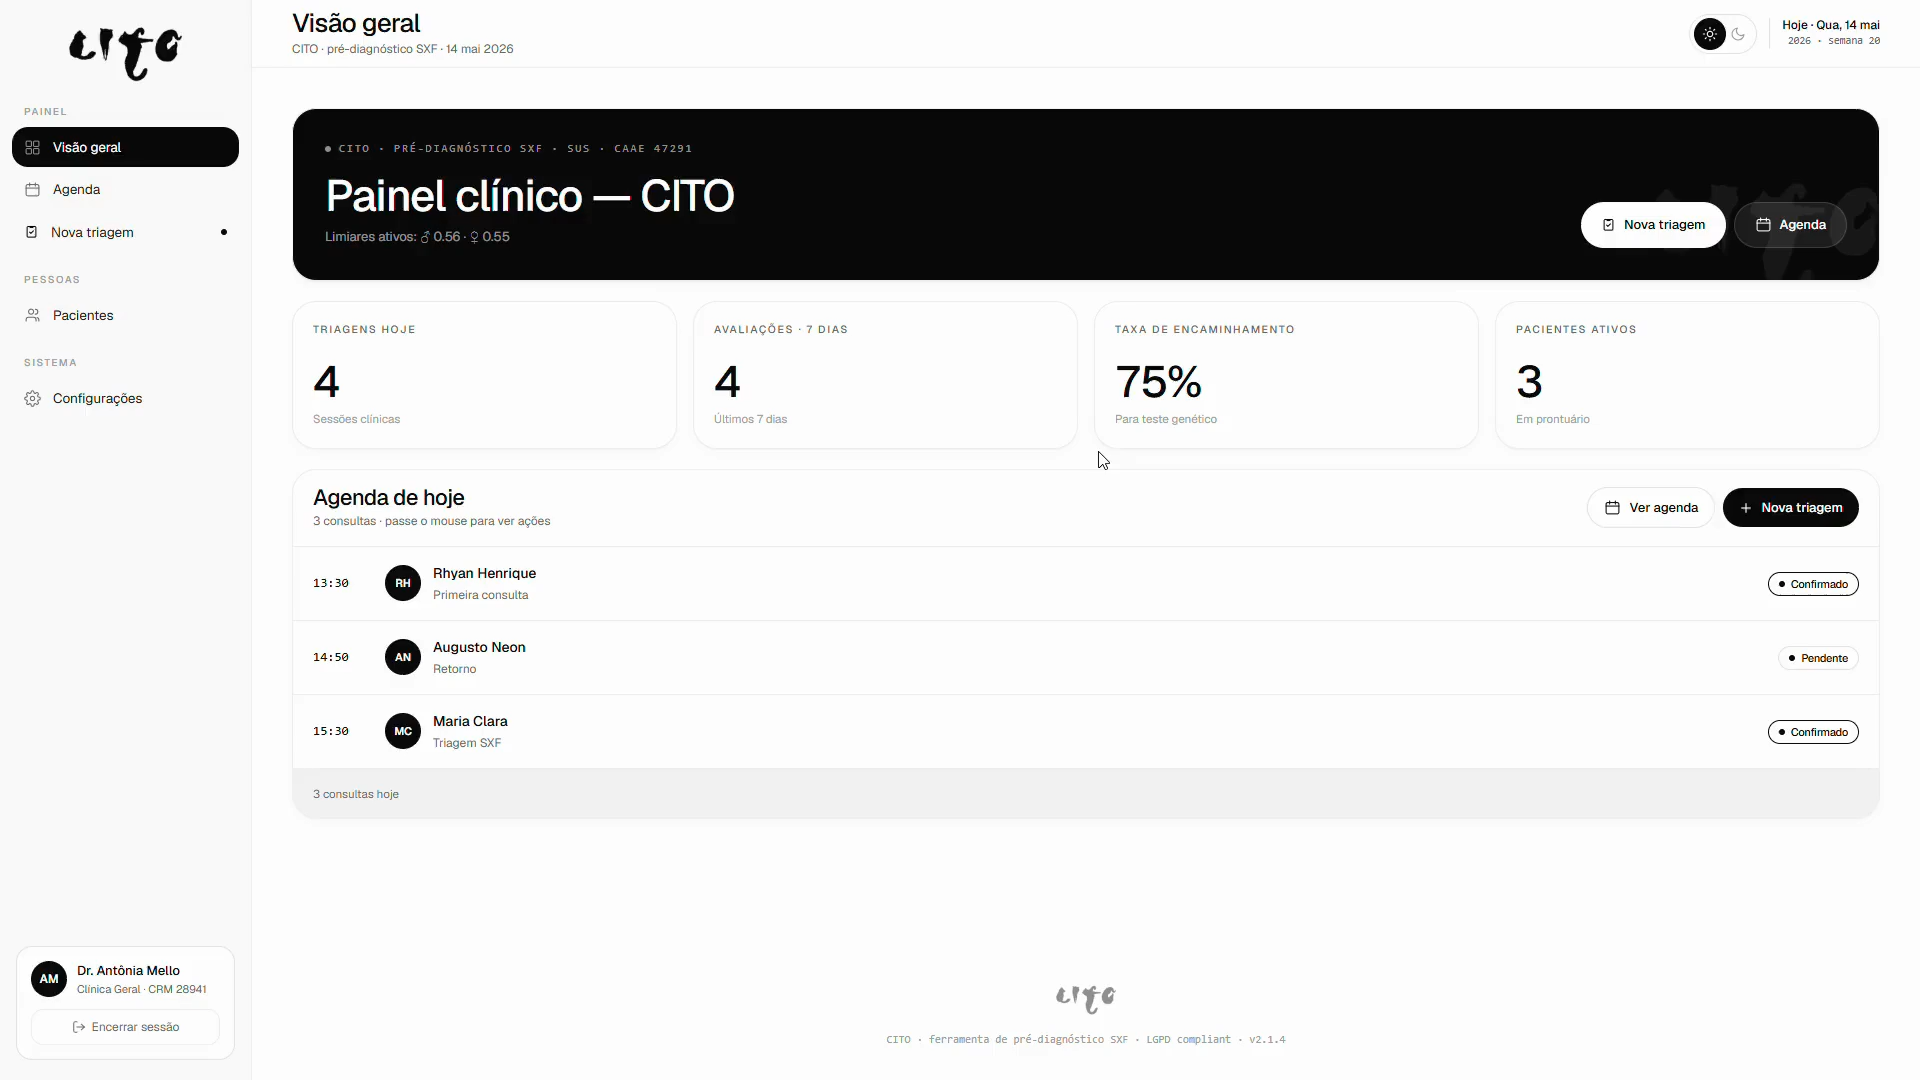 CITO
PAINEL
Visão geral
Agenda
Nova triagem
PESSOAS
Pacientes
SISTEMA
Configurações
AM
Dr. Antônia Mello
Clínica Geral · CRM 28941
Encerrar sessão
Visão geral
CITO · pré-diagnóstico SXF · 14 mai 2026
Hoje · Qua, 14 mai
2026 · semana 20
CITO · PRÉ-DIAGNÓSTICO SXF · SUS · CAAE 47291
Painel clínico — CITO
Limiares ativos: ♂ 0.56 · ♀ 0.55
Nova triagem
Agenda
TRIAGENS HOJE
4
Sessões clínicas
AVALIAÇÕES · 7 DIAS
4
Últimos 7 dias
TAXA DE ENCAMINHAMENTO
75%
Para teste genético
PACIENTES ATIVOS
3
Em prontuário
Agenda de hoje
3 consultas · passe o mouse para ver ações
Ver agenda
+ Nova triagem
13:30 RH Rhyan Henrique
Primeira consulta
Confirmado
14:50 AN Augusto Neon
Retorno
Pendente
15:30 MC Maria Clara
Triagem SXF
Confirmado
3 consultas hoje
CITO
CITO · ferramenta de pré-diagnóstico SXF · LGPD compliant · v2.1.4